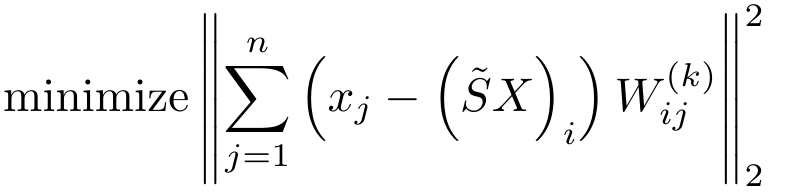 minimize \left\| \sum_{j=1}^{n} \left( x_j - \left( \tilde{S} X \right)_i \right) W_{ij}^{(k)} \right\|_2^2